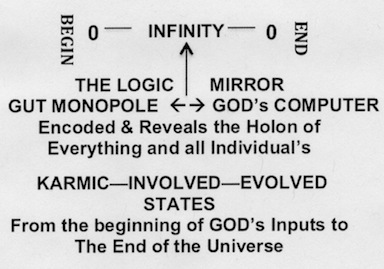 BEGIN 0 — INFINITY — 0 END
THE LOGIC MIRROR
GUT MONOPOLE ←→ GOD's COMPUTER
Encoded & Reveals the Holon of
Everything and all Individual's
KARMIC—INVOLVED—EVOLVED
STATES
From the beginning of GOD's Inputs to
The End of the Universe